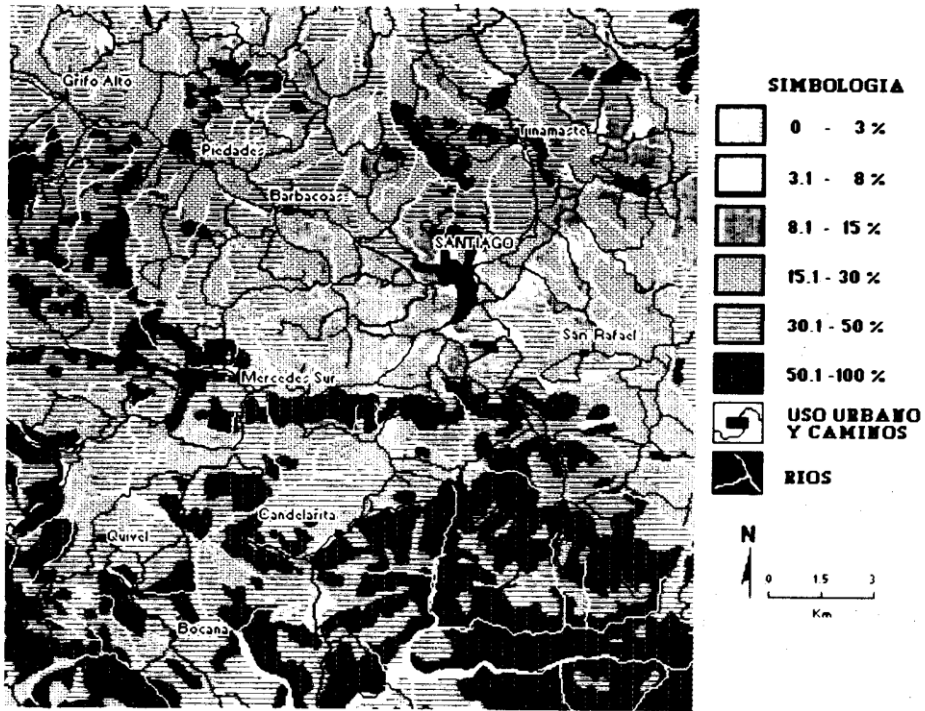 Grifo Alto
Piedades
Tinamaste
Barbacoas
SANTIAGO
San Rafael
Mercedes Sur
Candelarita
Quivel
Bocana
SIMBOLOGIA
0 - 3 %
3.1 - 8 %
8.1 - 15 %
15.1 - 30 %
30.1 - 50 %
50.1 -100 %
USO URBANO
Y CAMINOS
RIOS
N
0 1.5 3
Km